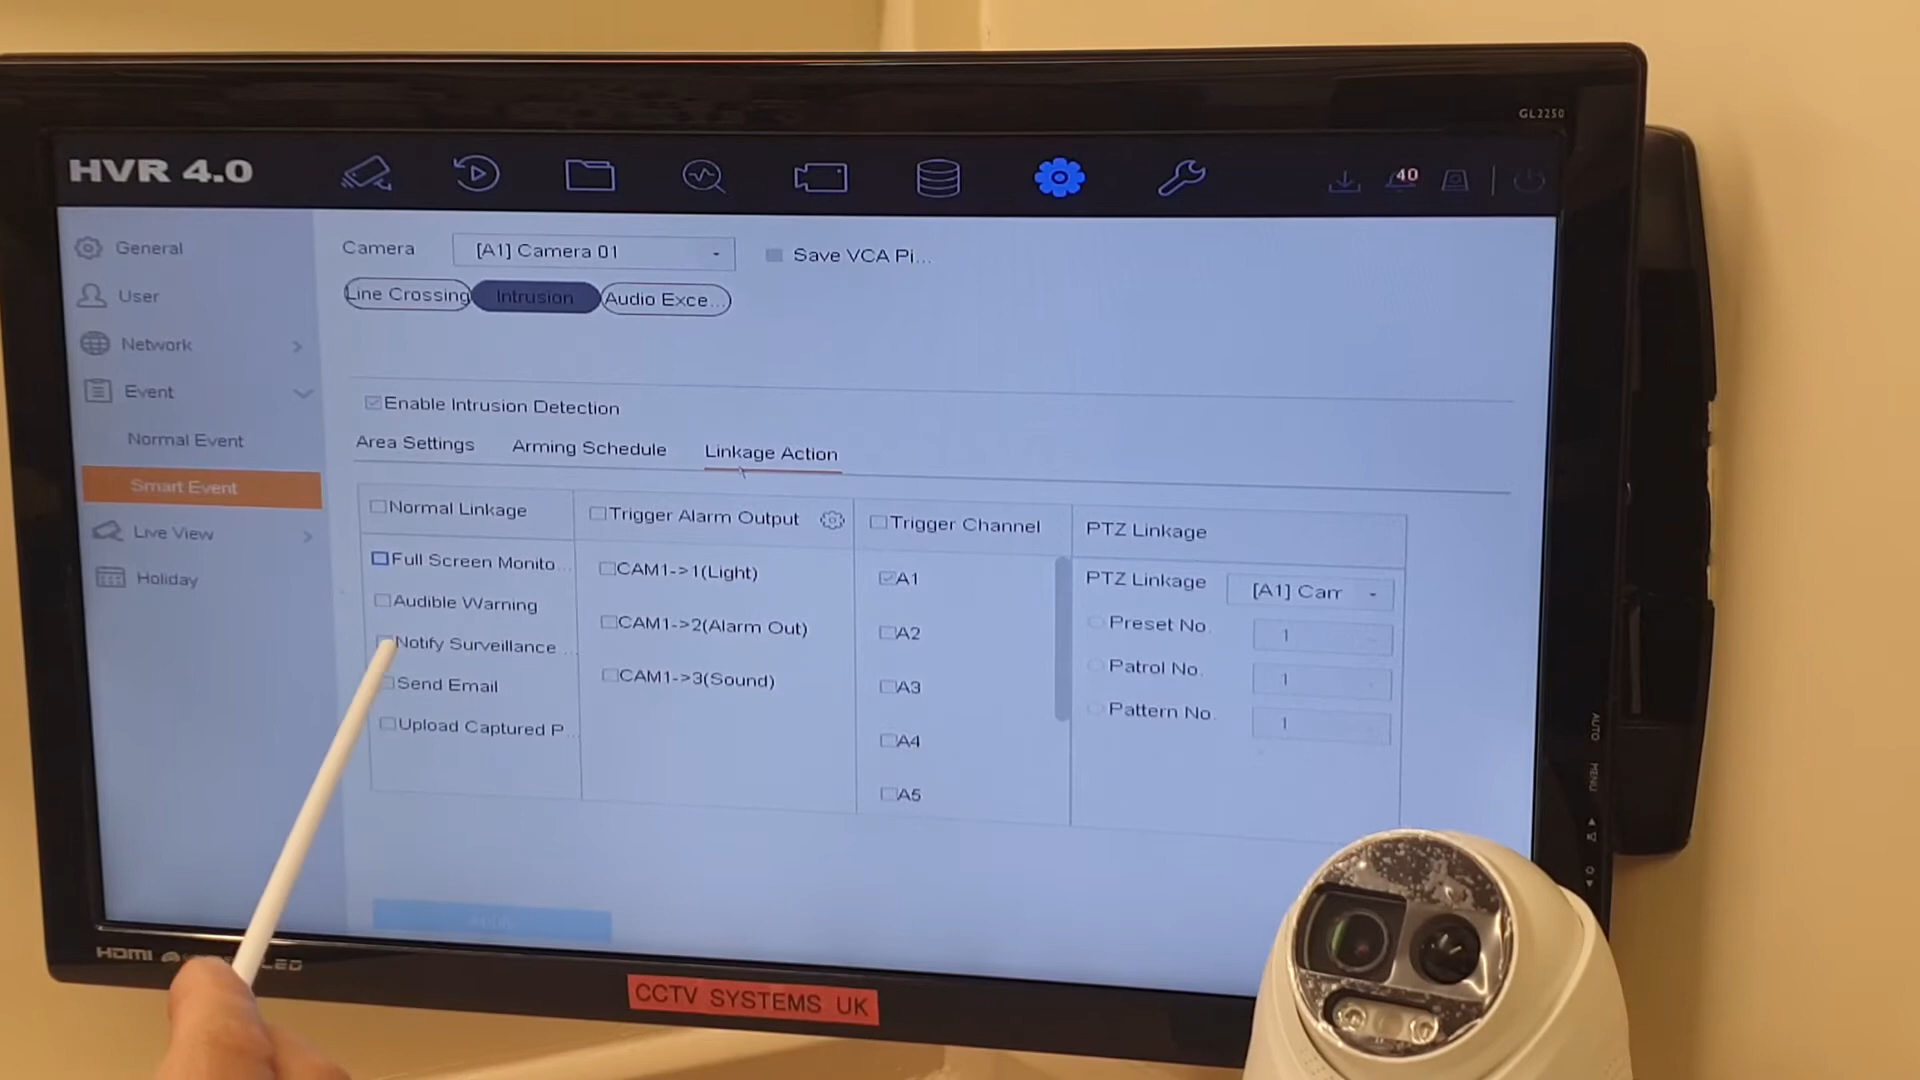 GL2250
HVR 4.0
40
General
User
Network
Event
Normal Event
Smart Event
Live View
Holiday
Camera
[A1] Camera 01
Save VCA Pi...
Line Crossing
Intrusion
Audio Exce...
Enable Intrusion Detection
Area Settings
Arming Schedule
Linkage Action
Normal Linkage
Full Screen Monito...
Audible Warning
Notify Surveillance ...
Send Email
Upload Captured P...
Trigger Alarm Output
CAM1->1(Light)
CAM1->2(Alarm Out)
CAM1->3(Sound)
Trigger Channel
A1
A2
A3
A4
A5
PTZ Linkage
PTZ Linkage
[A1] Cam
Preset No.
1
Patrol No.
1
Pattern No.
1
AUTO
MENU
HDMI
LED
CCTV SYSTEMS UK